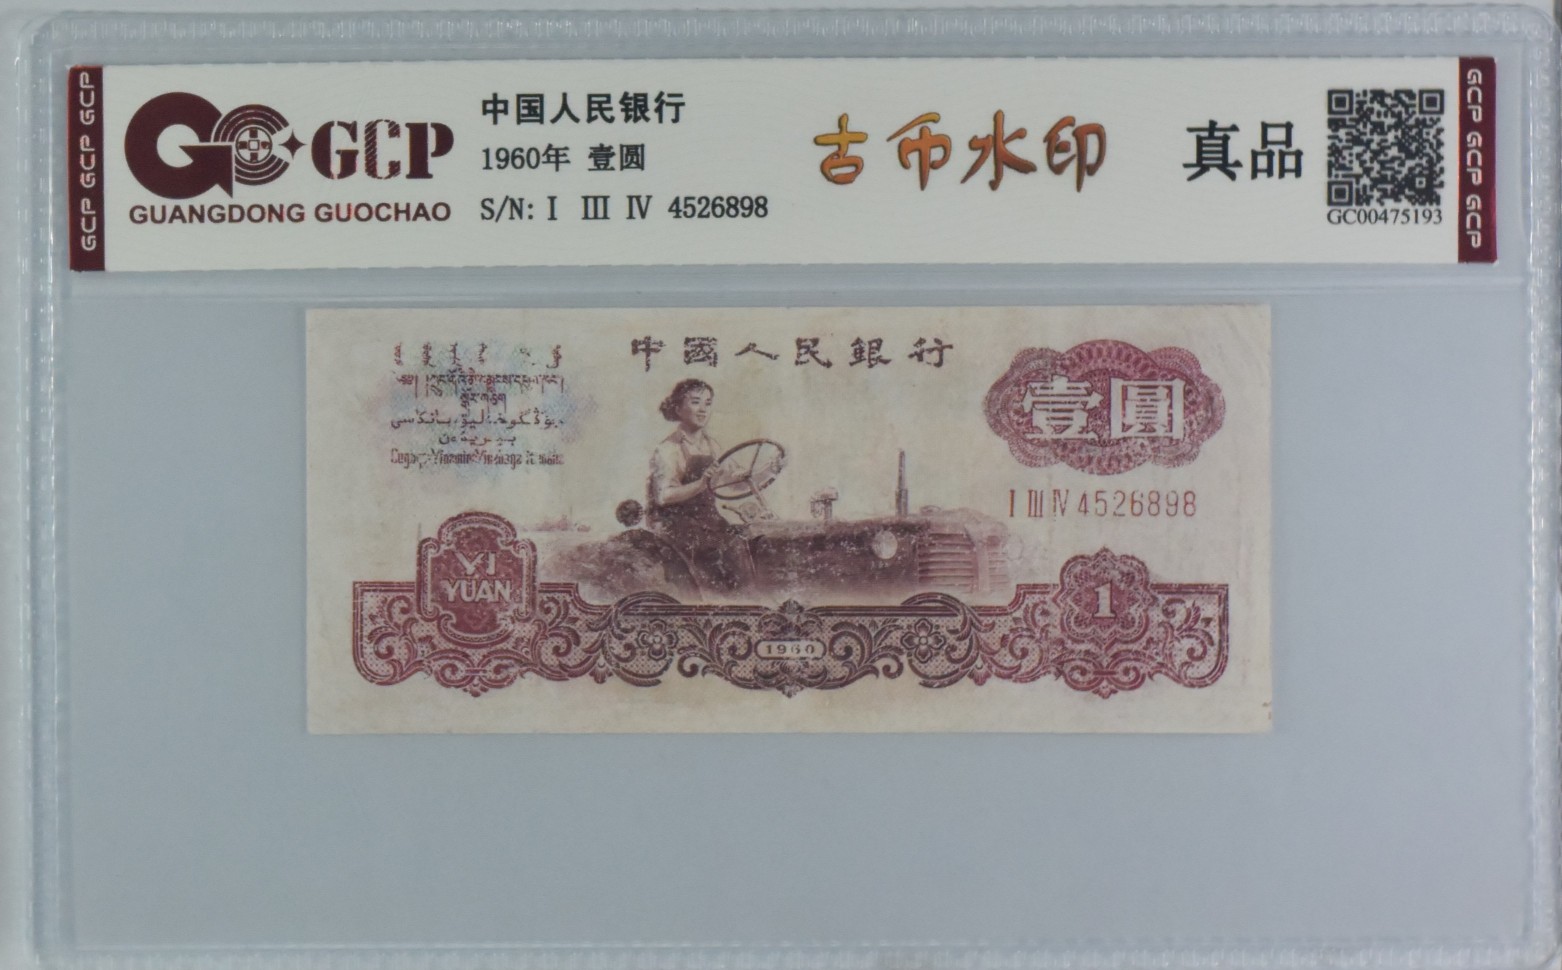 GCP GCP GCP
GCP
GUANGDONG GUOCHAO
中国人民银行
1960年 壹圆
S/N: I III IV 4526898
古币水印
真品
GC00475193
GCP GCP GCP
中國人民銀行
壹圓
I III IV 4526898
YI
YUAN
1960
1